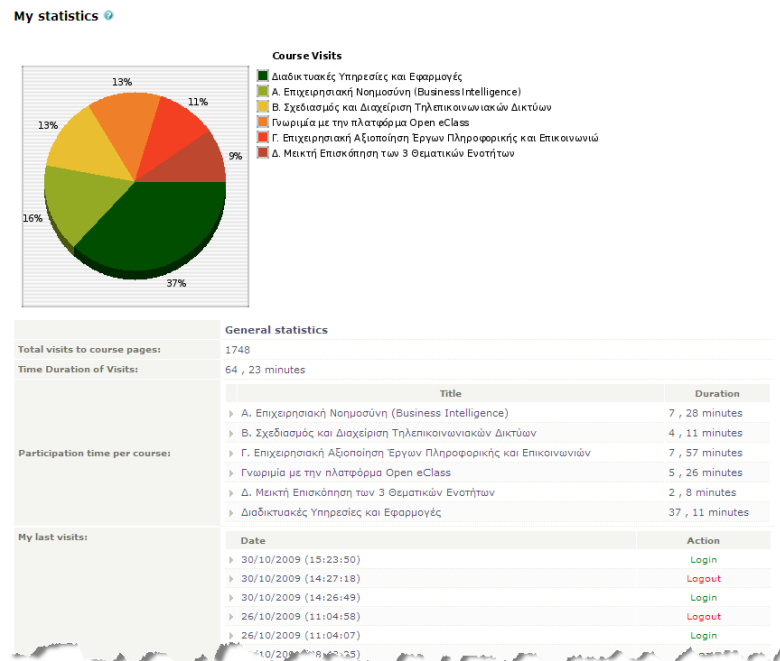 My statistics
Course Visits
Διαδικτυακές Υπηρεσίες και Εφαρμογές
Α. Επιχειρησιακή Νοημοσύνη (Business Intelligence)
Β. Σχεδιασμός και Διαχείριση Τηλεπικοινωνιακών Δικτύων
Γνωριμία με την πλατφόρμα Open eClass
Γ. Επιχειρησιακή Αξιοποίηση Έργων Πληροφορικής και Επικοινωνιώ
Δ. Μεικτή Επισκόπηση των 3 Θεματικών Ενοτήτων
13%
11%
13%
9%
16%
37%
General statistics
Total visits to course pages: 1748
Time Duration of Visits: 64 , 23 minutes
Title Duration
Α. Επιχειρησιακή Νοημοσύνη (Business Intelligence) 7 , 28 minutes
Β. Σχεδιασμός και Διαχείριση Τηλεπικοινωνιακών Δικτύων 4 , 11 minutes
Participation time per course: Γ. Επιχειρησιακή Αξιοποίηση Έργων Πληροφορικής και Επικοινωνιών 7 , 57 minutes
Γνωριμία με την πλατφόρμα Open eClass 5 , 26 minutes
Δ. Μεικτή Επισκόπηση των 3 Θεματικών Ενοτήτων 2 , 8 minutes
Διαδικτυακές Υπηρεσίες και Εφαρμογές 37 , 11 minutes
My last visits: Date Action
30/10/2009 (15:23:50) Login
30/10/2009 (14:27:18) Logout
30/10/2009 (14:26:49) Login
26/10/2009 (11:04:58) Logout
26/10/2009 (11:04:07) Login